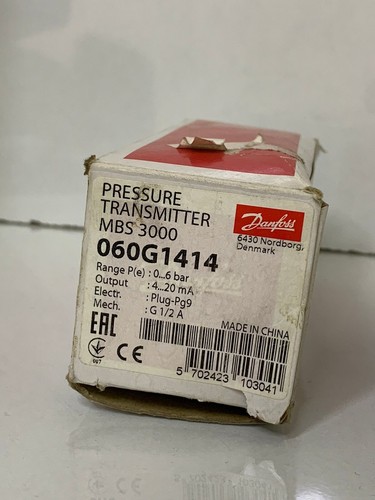 PRESSURE
TRANSMITTER
MBS 3000
060G1414
Range P(e) : 0...6 bar
Output : 4...20 mA
Electr. : Plug-Pg9
Mech. : G 1/2 A
Danfoss
6430 Nordborg,
Denmark
Danfoss
MADE IN CHINA
EAC CE
5 702423 103041